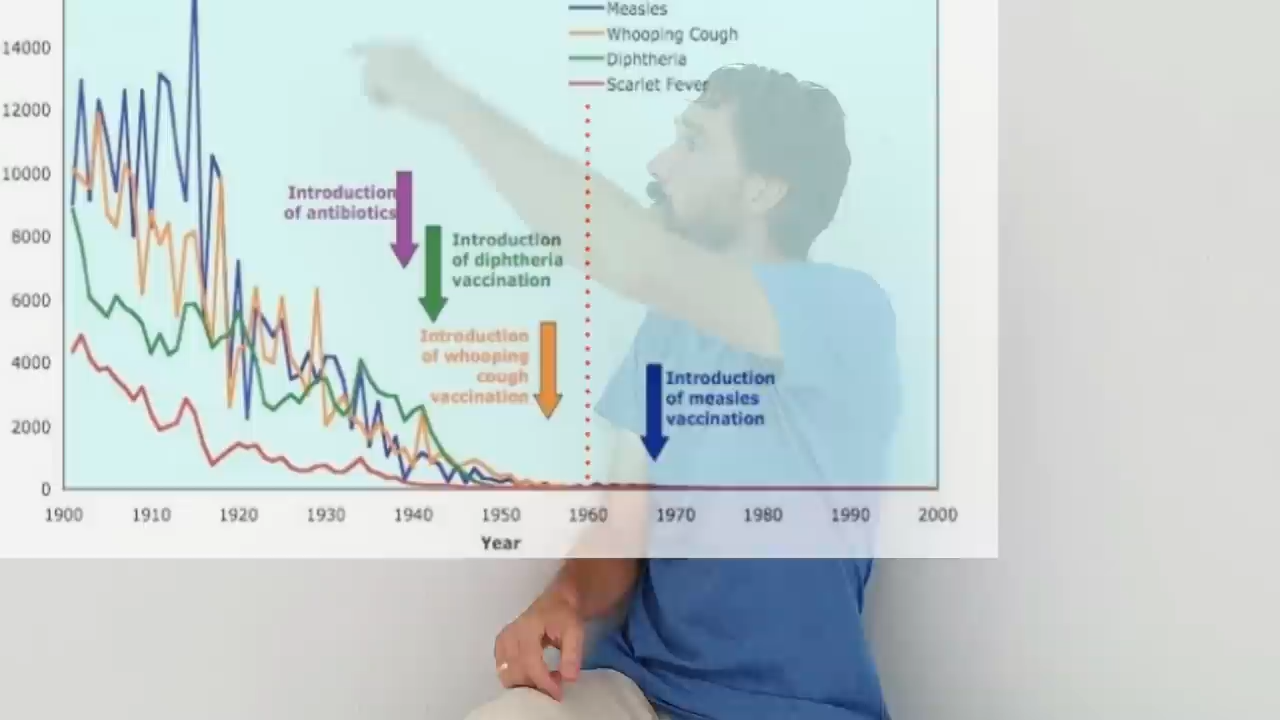 Measles
14000
Whooping Cough
Diphtheria
Scarlet Fever
12000
10000
Introduction
of antibiotics
8000
Introduction
of diphtheria
vaccination
6000
Introduction
of whooping
cough
vaccination
4000
Introduction
of measles
vaccination
2000
0
1900 1910 1920 1930 1940 1950 1960 1970 1980 1990 2000
Year